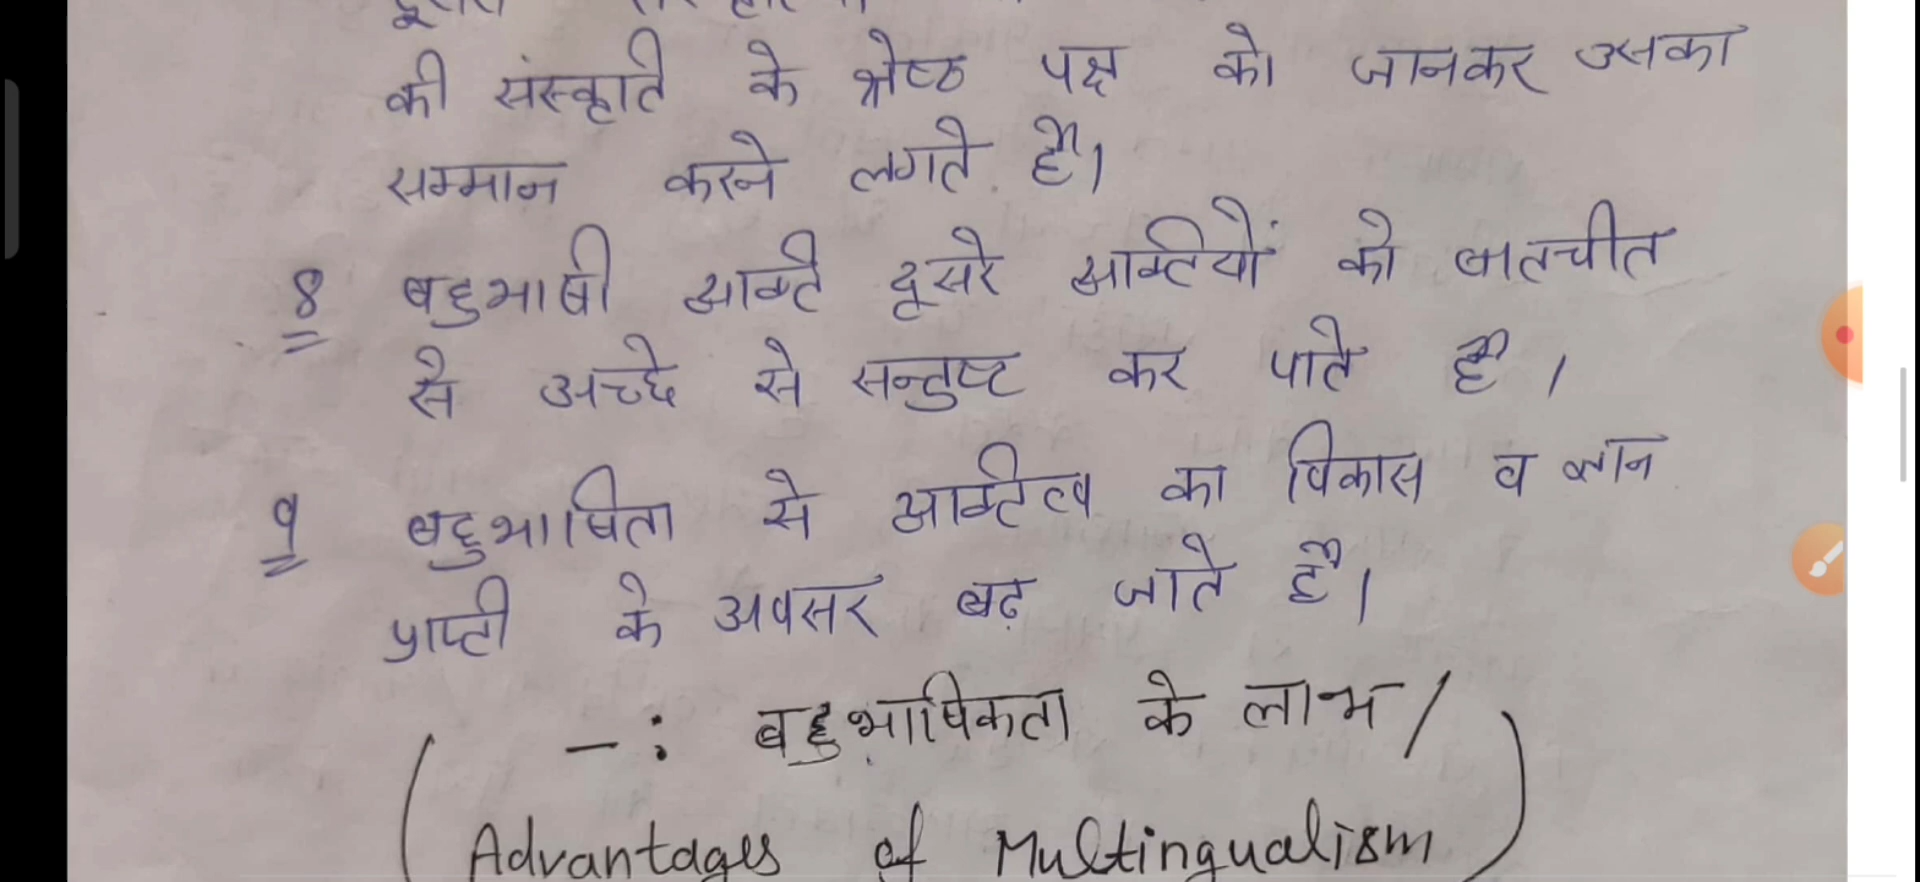 की संस्कृति के श्रेष्ठ पक्ष को जानकर उसका
सम्मान करने लगते हैं।
8 बहुभाषी व्यक्ति दूसरे व्यक्तियों को बातचीत
से अच्छे से सन्तुष्ट कर पाते हैं।
9 बहुभाषिता से व्यक्तित्व का विकास व ज्ञान
प्राप्ती के अवसर बढ़ जाते हैं।
-: बहुभाषिकता के लाभ /
(Advantages of Multingualism)